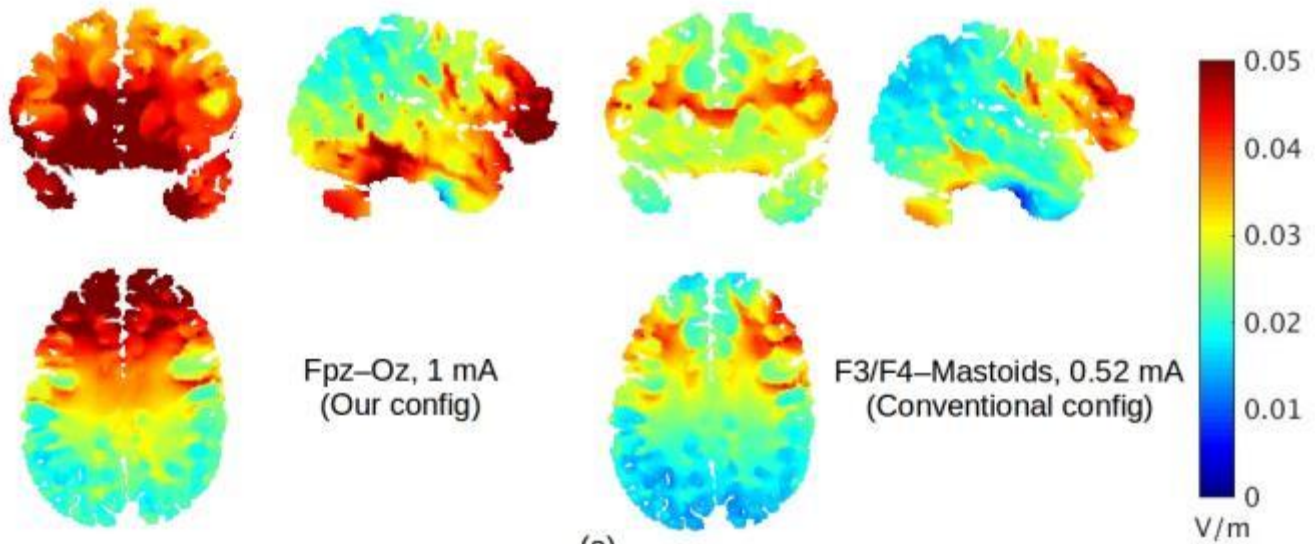 0.05
0.04
0.03
0.02
0.01
0
V/m
Fpz–Oz, 1 mA
(Our config)
F3/F4–Mastoids, 0.52 mA
(Conventional config)